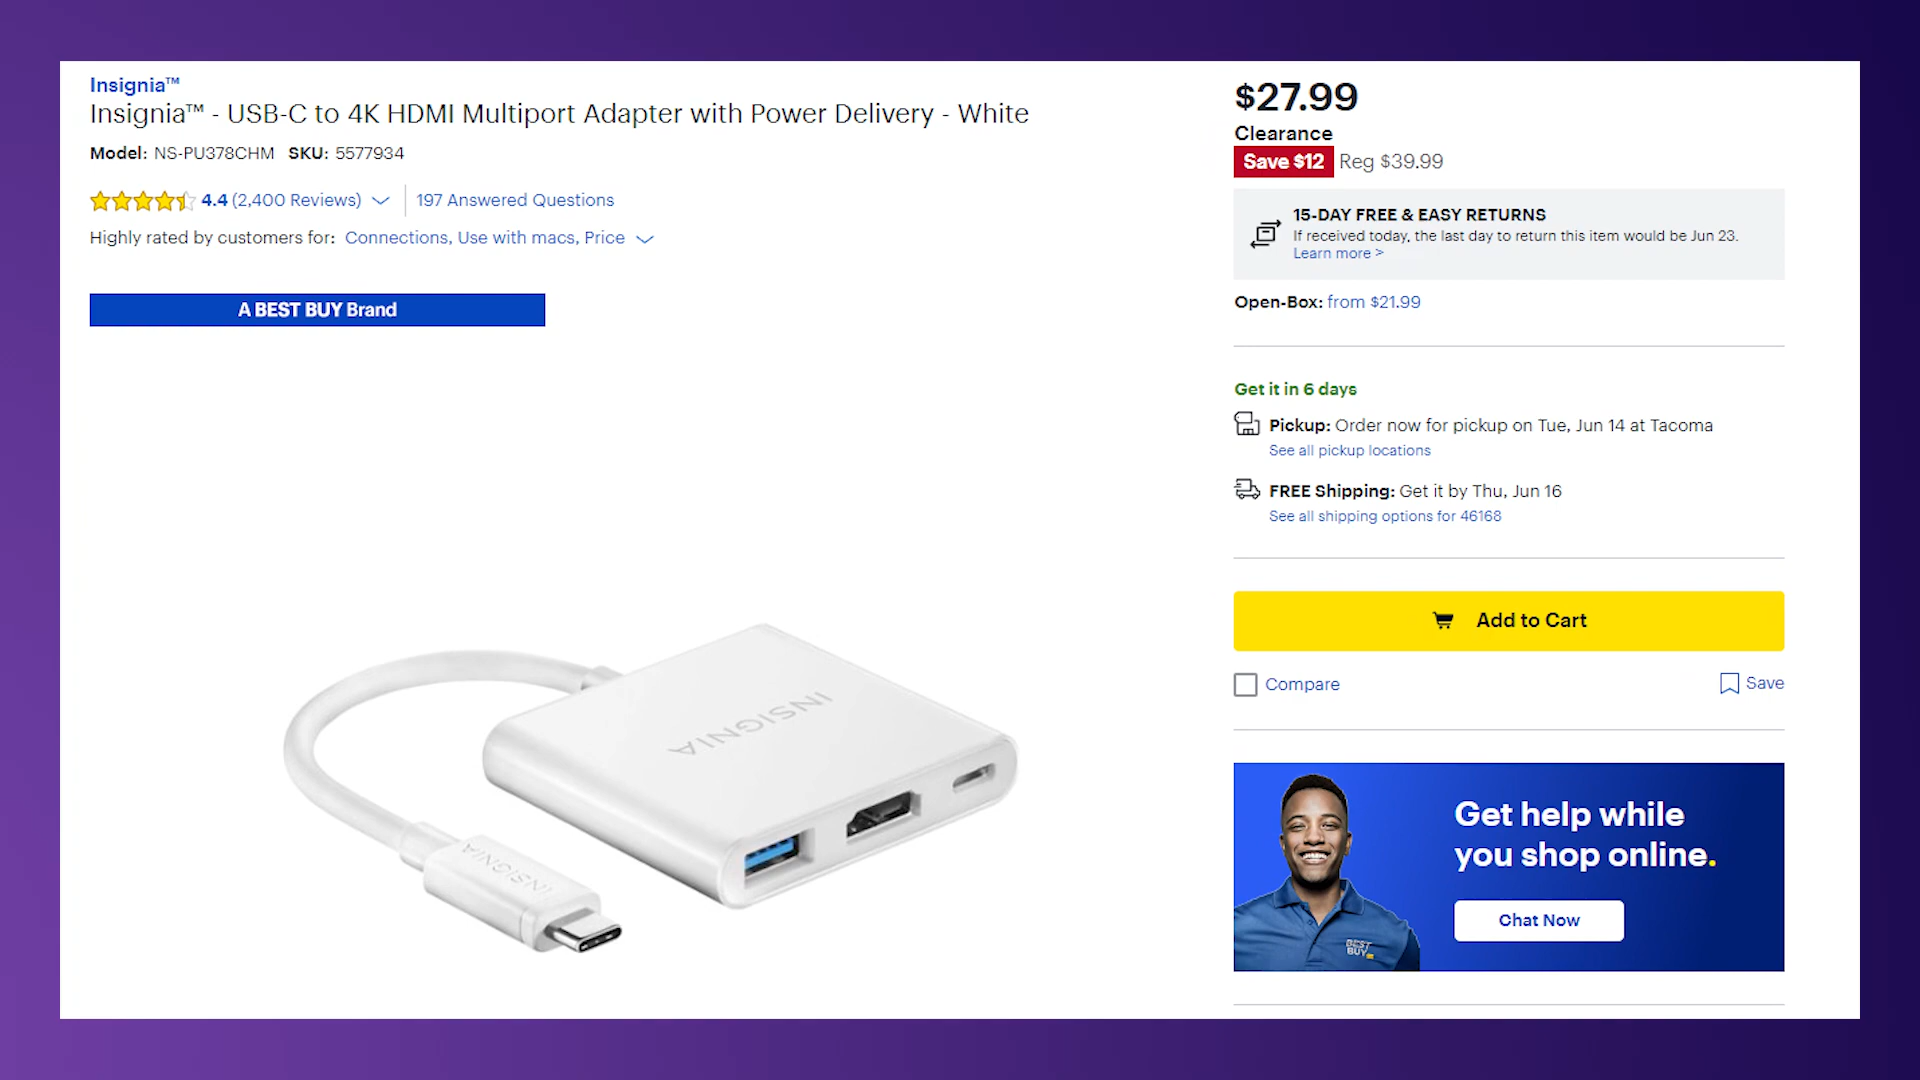 Insignia™
Insignia™ - USB-C to 4K HDMI Multiport Adapter with Power Delivery - White
Model: NS-PU378CHM SKU: 5577934
4.4 (2,400 Reviews) 197 Answered Questions
Highly rated by customers for: Connections, Use with macs, Price
A BEST BUY Brand
INSIGNIA
INSIGNIA
$27.99
Clearance
Save $12 Reg $39.99
15-DAY FREE & EASY RETURNS
If received today, the last day to return this item would be Jun 23.
Learn more >
Open-Box: from $21.99
Get it in 6 days
Pickup: Order now for pickup on Tue, Jun 14 at Tacoma
See all pickup locations
FREE Shipping: Get it by Thu, Jun 16
See all shipping options for 46168
Add to Cart
Compare
Save
Get help while
you shop online.
Chat Now
BEST
BUY